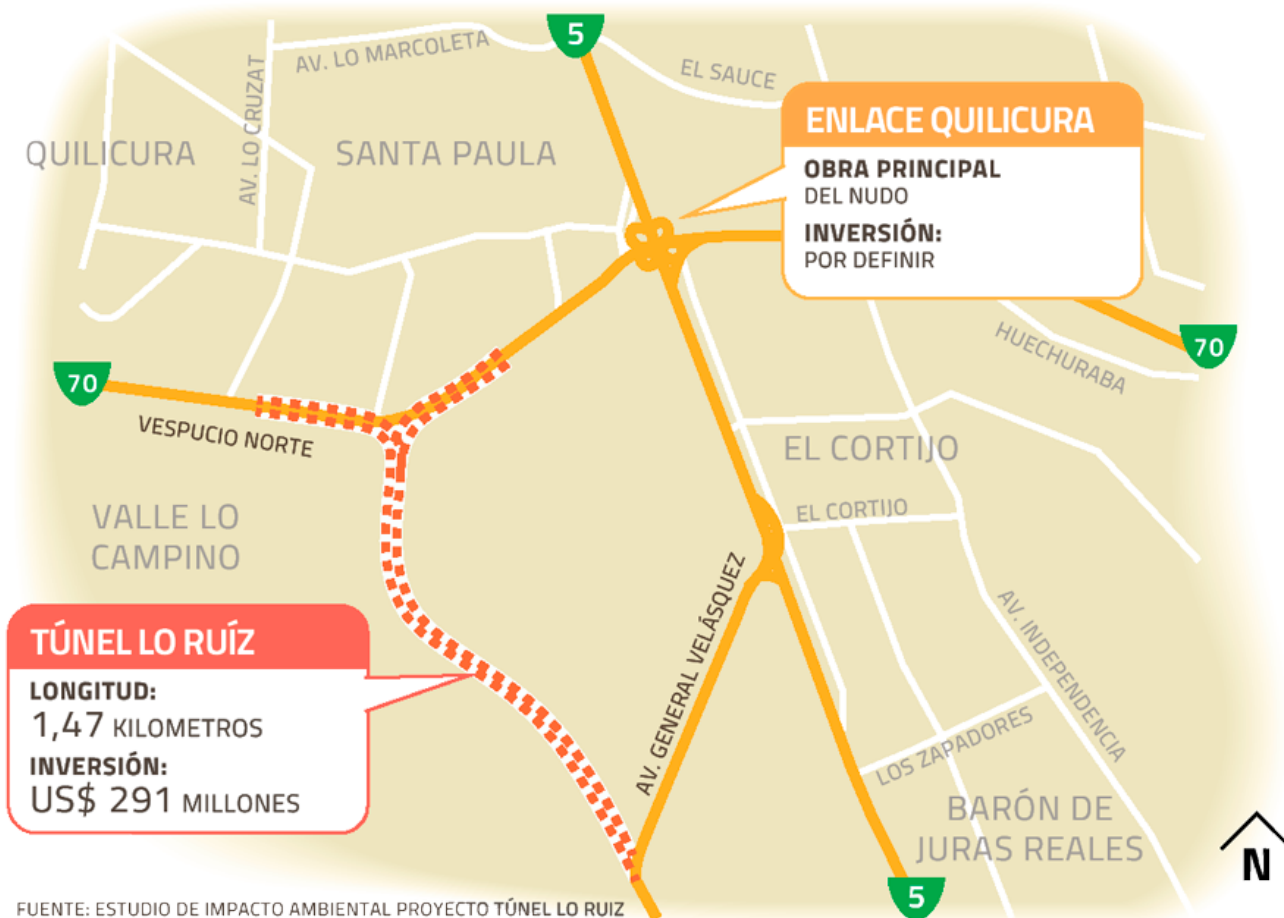 5
AV. LO MARCOLETA
EL SAUCE
AV. LO CRUZAT
QUILICURA
SANTA PAULA
ENLACE QUILICURA
OBRA PRINCIPAL
DEL NUDO
INVERSIÓN:
POR DEFINIR
70
HUECHURABA
70
VESPUCIO NORTE
EL CORTIJO
EL CORTIJO
VALLE LO
CAMPINO
AV. GENERAL VELÁSQUEZ
AV. INDEPENDENCIA
TÚNEL LO RUÍZ
LONGITUD:
1,47 KILOMETROS
INVERSIÓN:
US$ 291 MILLONES
LOS ZAPADORES
BARÓN DE
JURAS REALES
N
5
FUENTE: ESTUDIO DE IMPACTO AMBIENTAL PROYECTO TÚNEL LO RUIZ